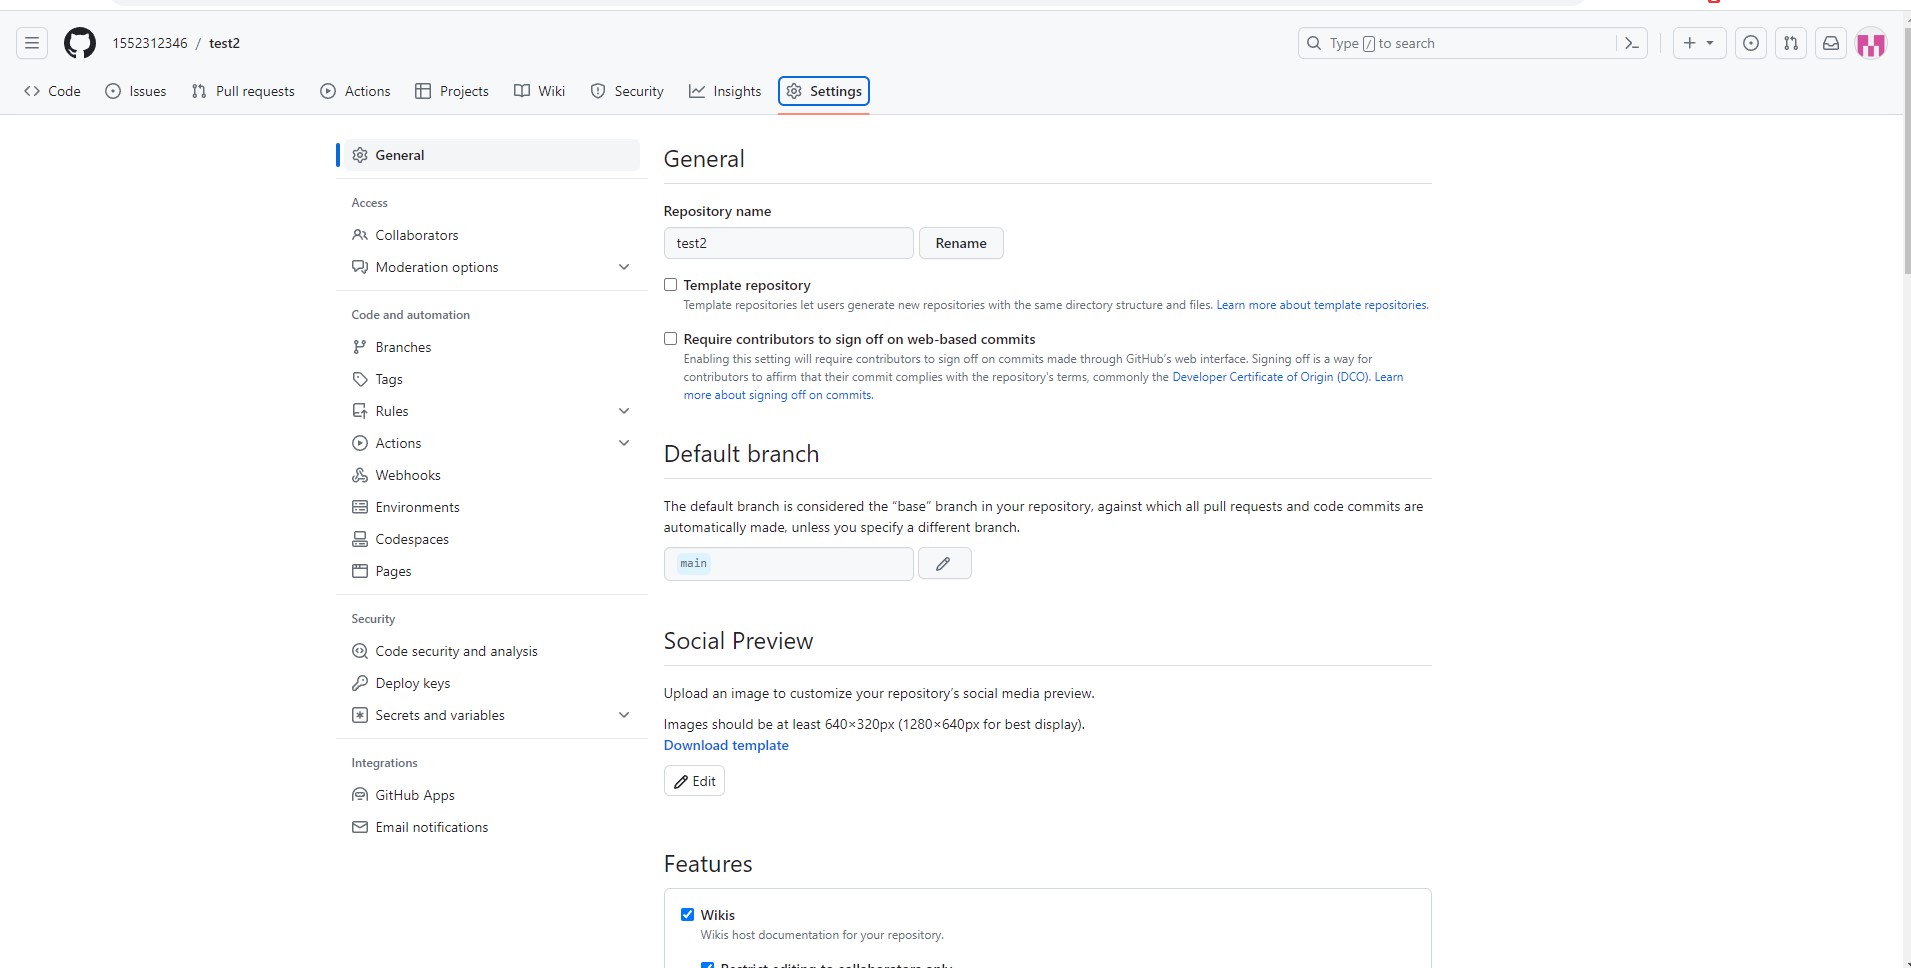 1552312346 / test2
Type / to search
Code Issues Pull requests Actions Projects Wiki Security Insights Settings
General
Access
Collaborators
Moderation options
Code and automation
Branches
Tags
Rules
Actions
Webhooks
Environments
Codespaces
Pages
Security
Code security and analysis
Deploy keys
Secrets and variables
Integrations
GitHub Apps
Email notifications
General
Repository name
test2 Rename
Template repository
Template repositories let users generate new repositories with the same directory structure and files. Learn more about template repositories.
Require contributors to sign off on web-based commits
Enabling this setting will require contributors to sign off on commits made through GitHub's web interface. Signing off is a way for
contributors to affirm that their commit complies with the repository's terms, commonly the Developer Certificate of Origin (DCO). Learn
more about signing off on commits.
Default branch
The default branch is considered the “base” branch in your repository, against which all pull requests and code commits are
automatically made, unless you specify a different branch.
main
Social Preview
Upload an image to customize your repository's social media preview.
Images should be at least 640×320px (1280×640px for best display).
Download template
Edit
Features
Wikis
Wikis host documentation for your repository.
Restrict editing to collaborators only